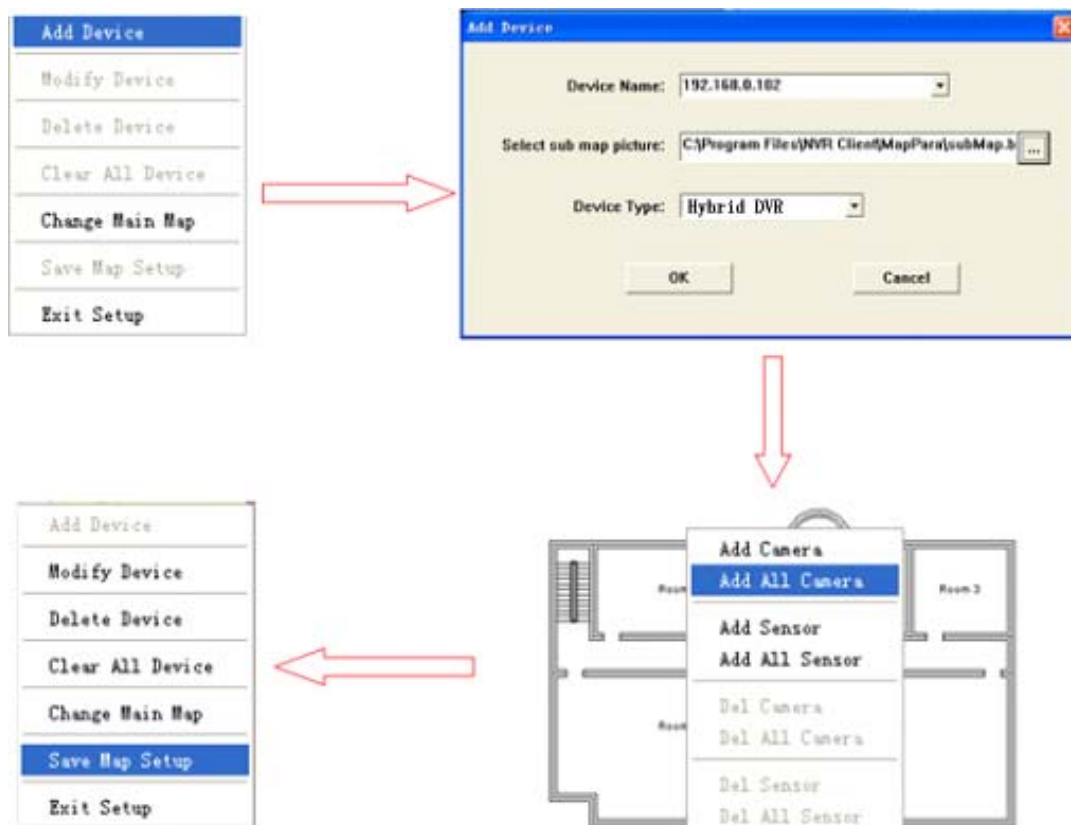 Add Device
Modify Device
Delete Device
Clear All Device
Change Main Map
Save Map Setup
Exit Setup
Add Device
Device Name: 192.168.0.102
Select sub map picture: C:\Program Files\NVR Client\MapPara\subMap.b ...
Device Type: Hybrid DVR
OK Cancel
Add Camera
Add All Camera
Add Sensor
Add All Sensor
Del Camera
Del All Camera
Del Sensor
Del All Sensor
Room
Room 3
Room
Add Device
Modify Device
Delete Device
Clear All Device
Change Main Map
Save Map Setup
Exit Setup